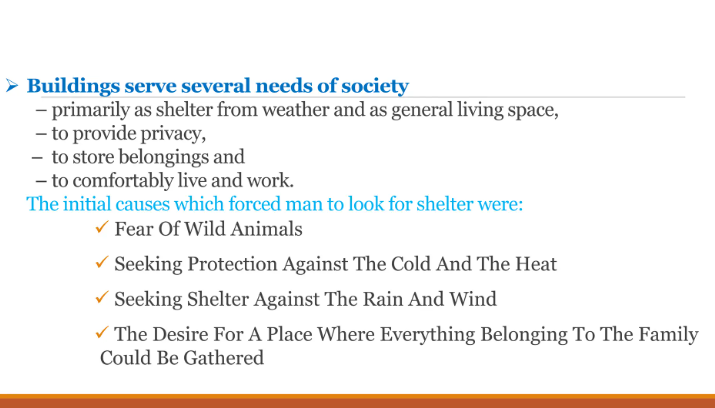 ➢ Buildings serve several needs of society
– primarily as shelter from weather and as general living space,
– to provide privacy,
– to store belongings and
– to comfortably live and work.
The initial causes which forced man to look for shelter were:
✓ Fear Of Wild Animals
✓ Seeking Protection Against The Cold And The Heat
✓ Seeking Shelter Against The Rain And Wind
✓ The Desire For A Place Where Everything Belonging To The Family
Could Be Gathered